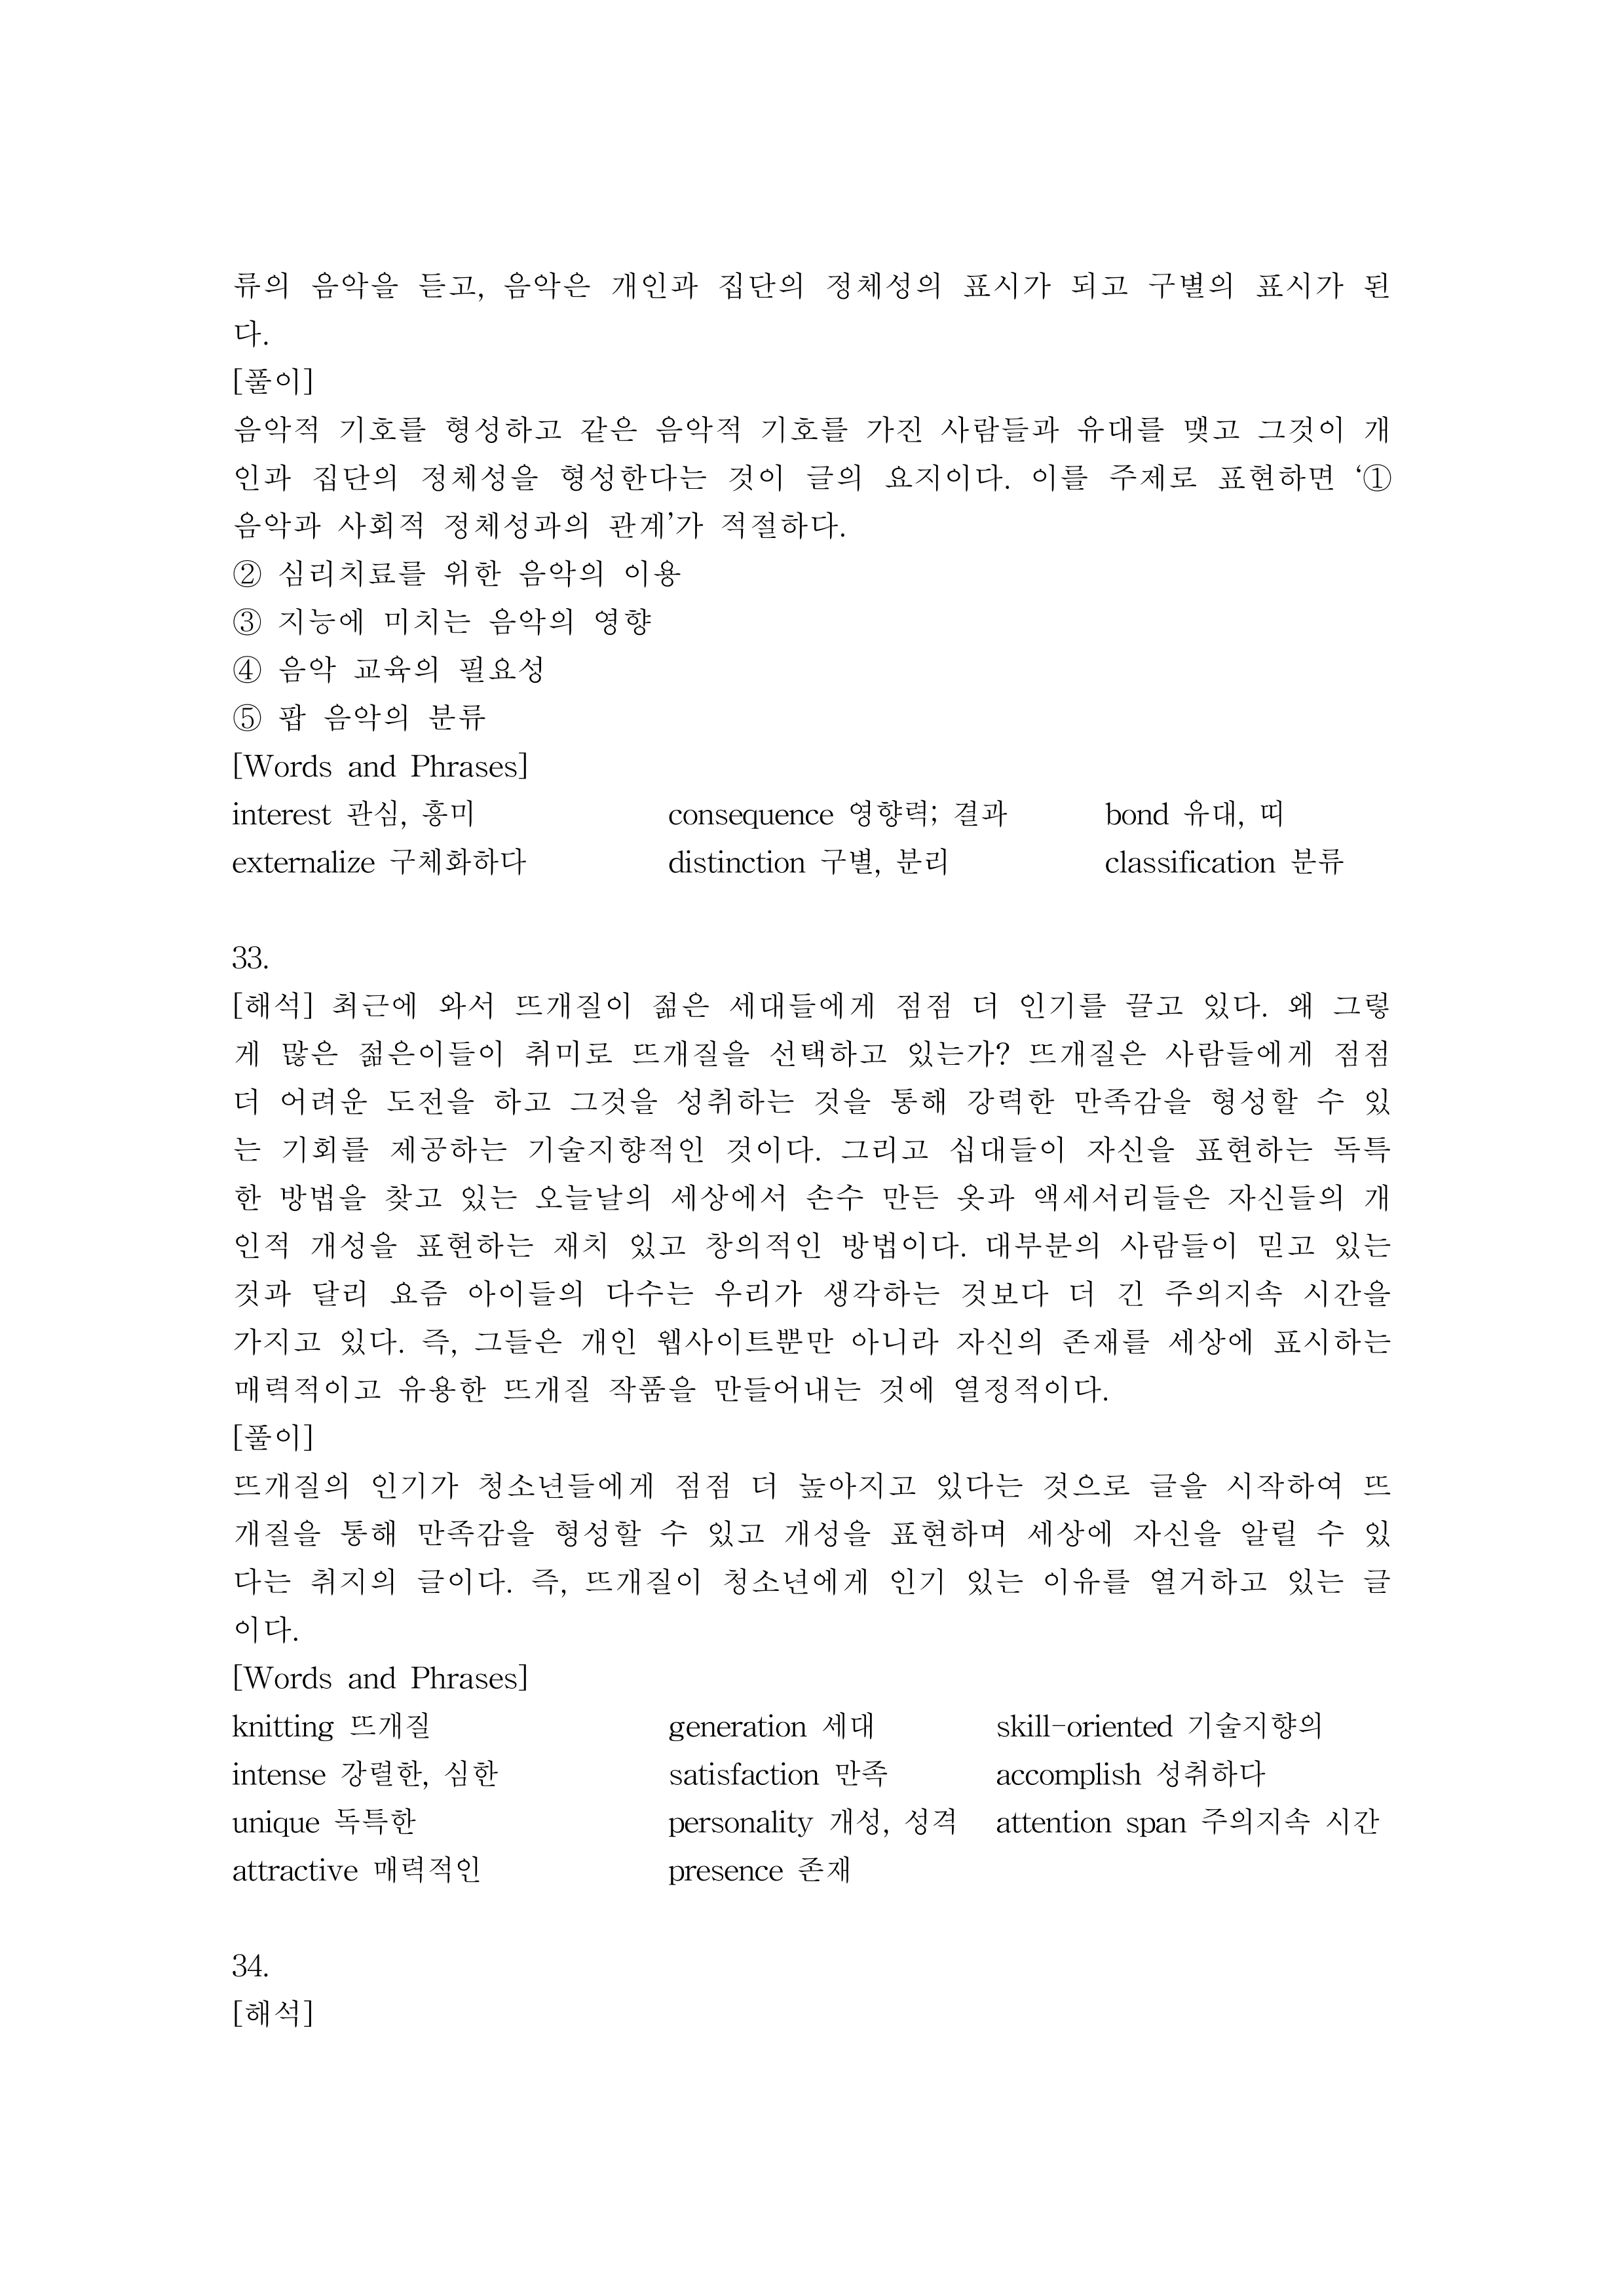 류의 음악을 듣고, 음악은 개인과 집단의 정체성의 표시가 되고 구별의 표시가 된
다.
[풀이]
음악적 기호를 형성하고 같은 음악적 기호를 가진 사람들과 유대를 맺고 그것이 개
인과 집단의 정체성을 형성한다는 것이 글의 요지이다. 이를 주제로 표현하면 ‘①
음악과 사회적 정체성과의 관계’가 적절하다.
② 심리치료를 위한 음악의 이용
③ 지능에 미치는 음악의 영향
④ 음악 교육의 필요성
⑤ 팝 음악의 분류
[Words and Phrases]
interest 관심, 흥미 consequence 영향력; 결과 bond 유대, 띠
externalize 구체화하다 distinction 구별, 분리 classification 분류
33.
[해석] 최근에 와서 뜨개질이 젊은 세대들에게 점점 더 인기를 끌고 있다. 왜 그렇
게 많은 젊은이들이 취미로 뜨개질을 선택하고 있는가? 뜨개질은 사람들에게 점점
더 어려운 도전을 하고 그것을 성취하는 것을 통해 강력한 만족감을 형성할 수 있
는 기회를 제공하는 기술지향적인 것이다. 그리고 십대들이 자신을 표현하는 독특
한 방법을 찾고 있는 오늘날의 세상에서 손수 만든 옷과 액세서리들은 자신들의 개
인적 개성을 표현하는 재치 있고 창의적인 방법이다. 대부분의 사람들이 믿고 있는
것과 달리 요즘 아이들의 다수는 우리가 생각하는 것보다 더 긴 주의지속 시간을
가지고 있다. 즉, 그들은 개인 웹사이트뿐만 아니라 자신의 존재를 세상에 표시하는
매력적이고 유용한 뜨개질 작품을 만들어내는 것에 열정적이다.
[풀이]
뜨개질의 인기가 청소년들에게 점점 더 높아지고 있다는 것으로 글을 시작하여 뜨
개질을 통해 만족감을 형성할 수 있고 개성을 표현하며 세상에 자신을 알릴 수 있
다는 취지의 글이다. 즉, 뜨개질이 청소년에게 인기 있는 이유를 열거하고 있는 글
이다.
[Words and Phrases]
knitting 뜨개질 generation 세대 skill-oriented 기술지향의
intense 강렬한, 심한 satisfaction 만족 accomplish 성취하다
unique 독특한 personality 개성, 성격 attention span 주의지속 시간
attractive 매력적인 presence 존재
34.
[해석]